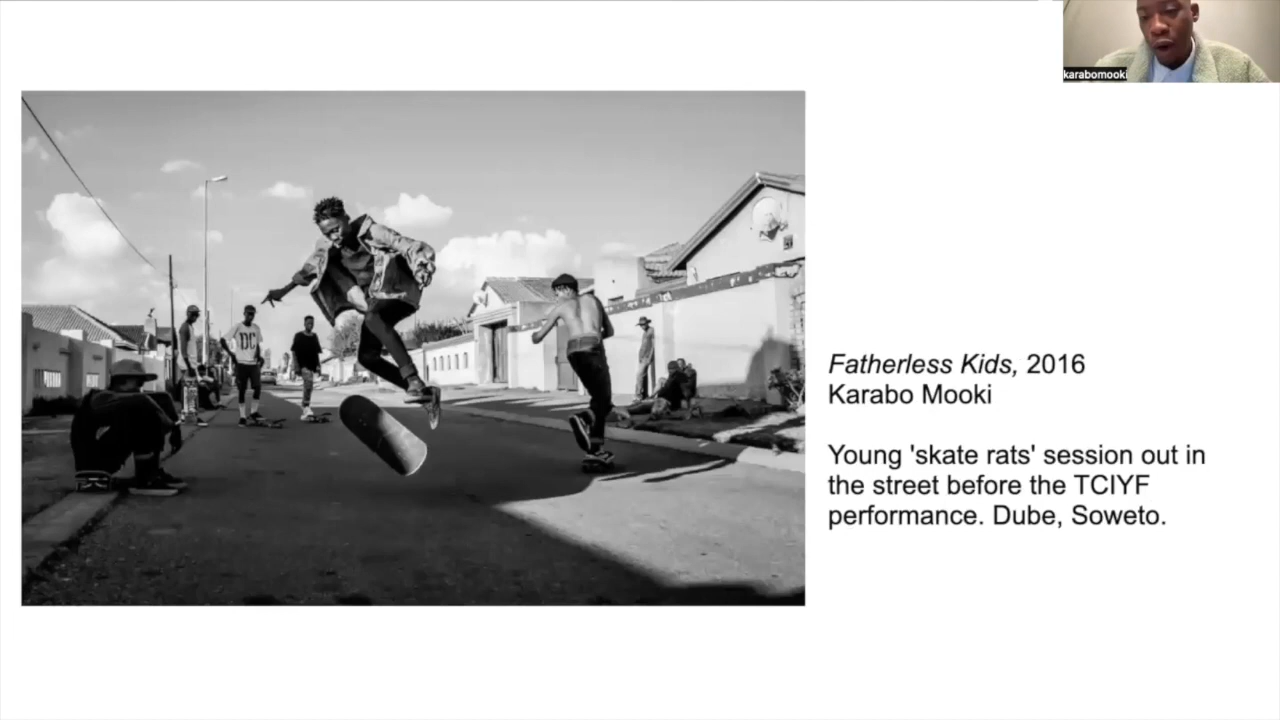 karabomooki
DC
Fatherless Kids, 2016
Karabo Mooki
Young 'skate rats' session out in
the street before the TCIYF
performance. Dube, Soweto.